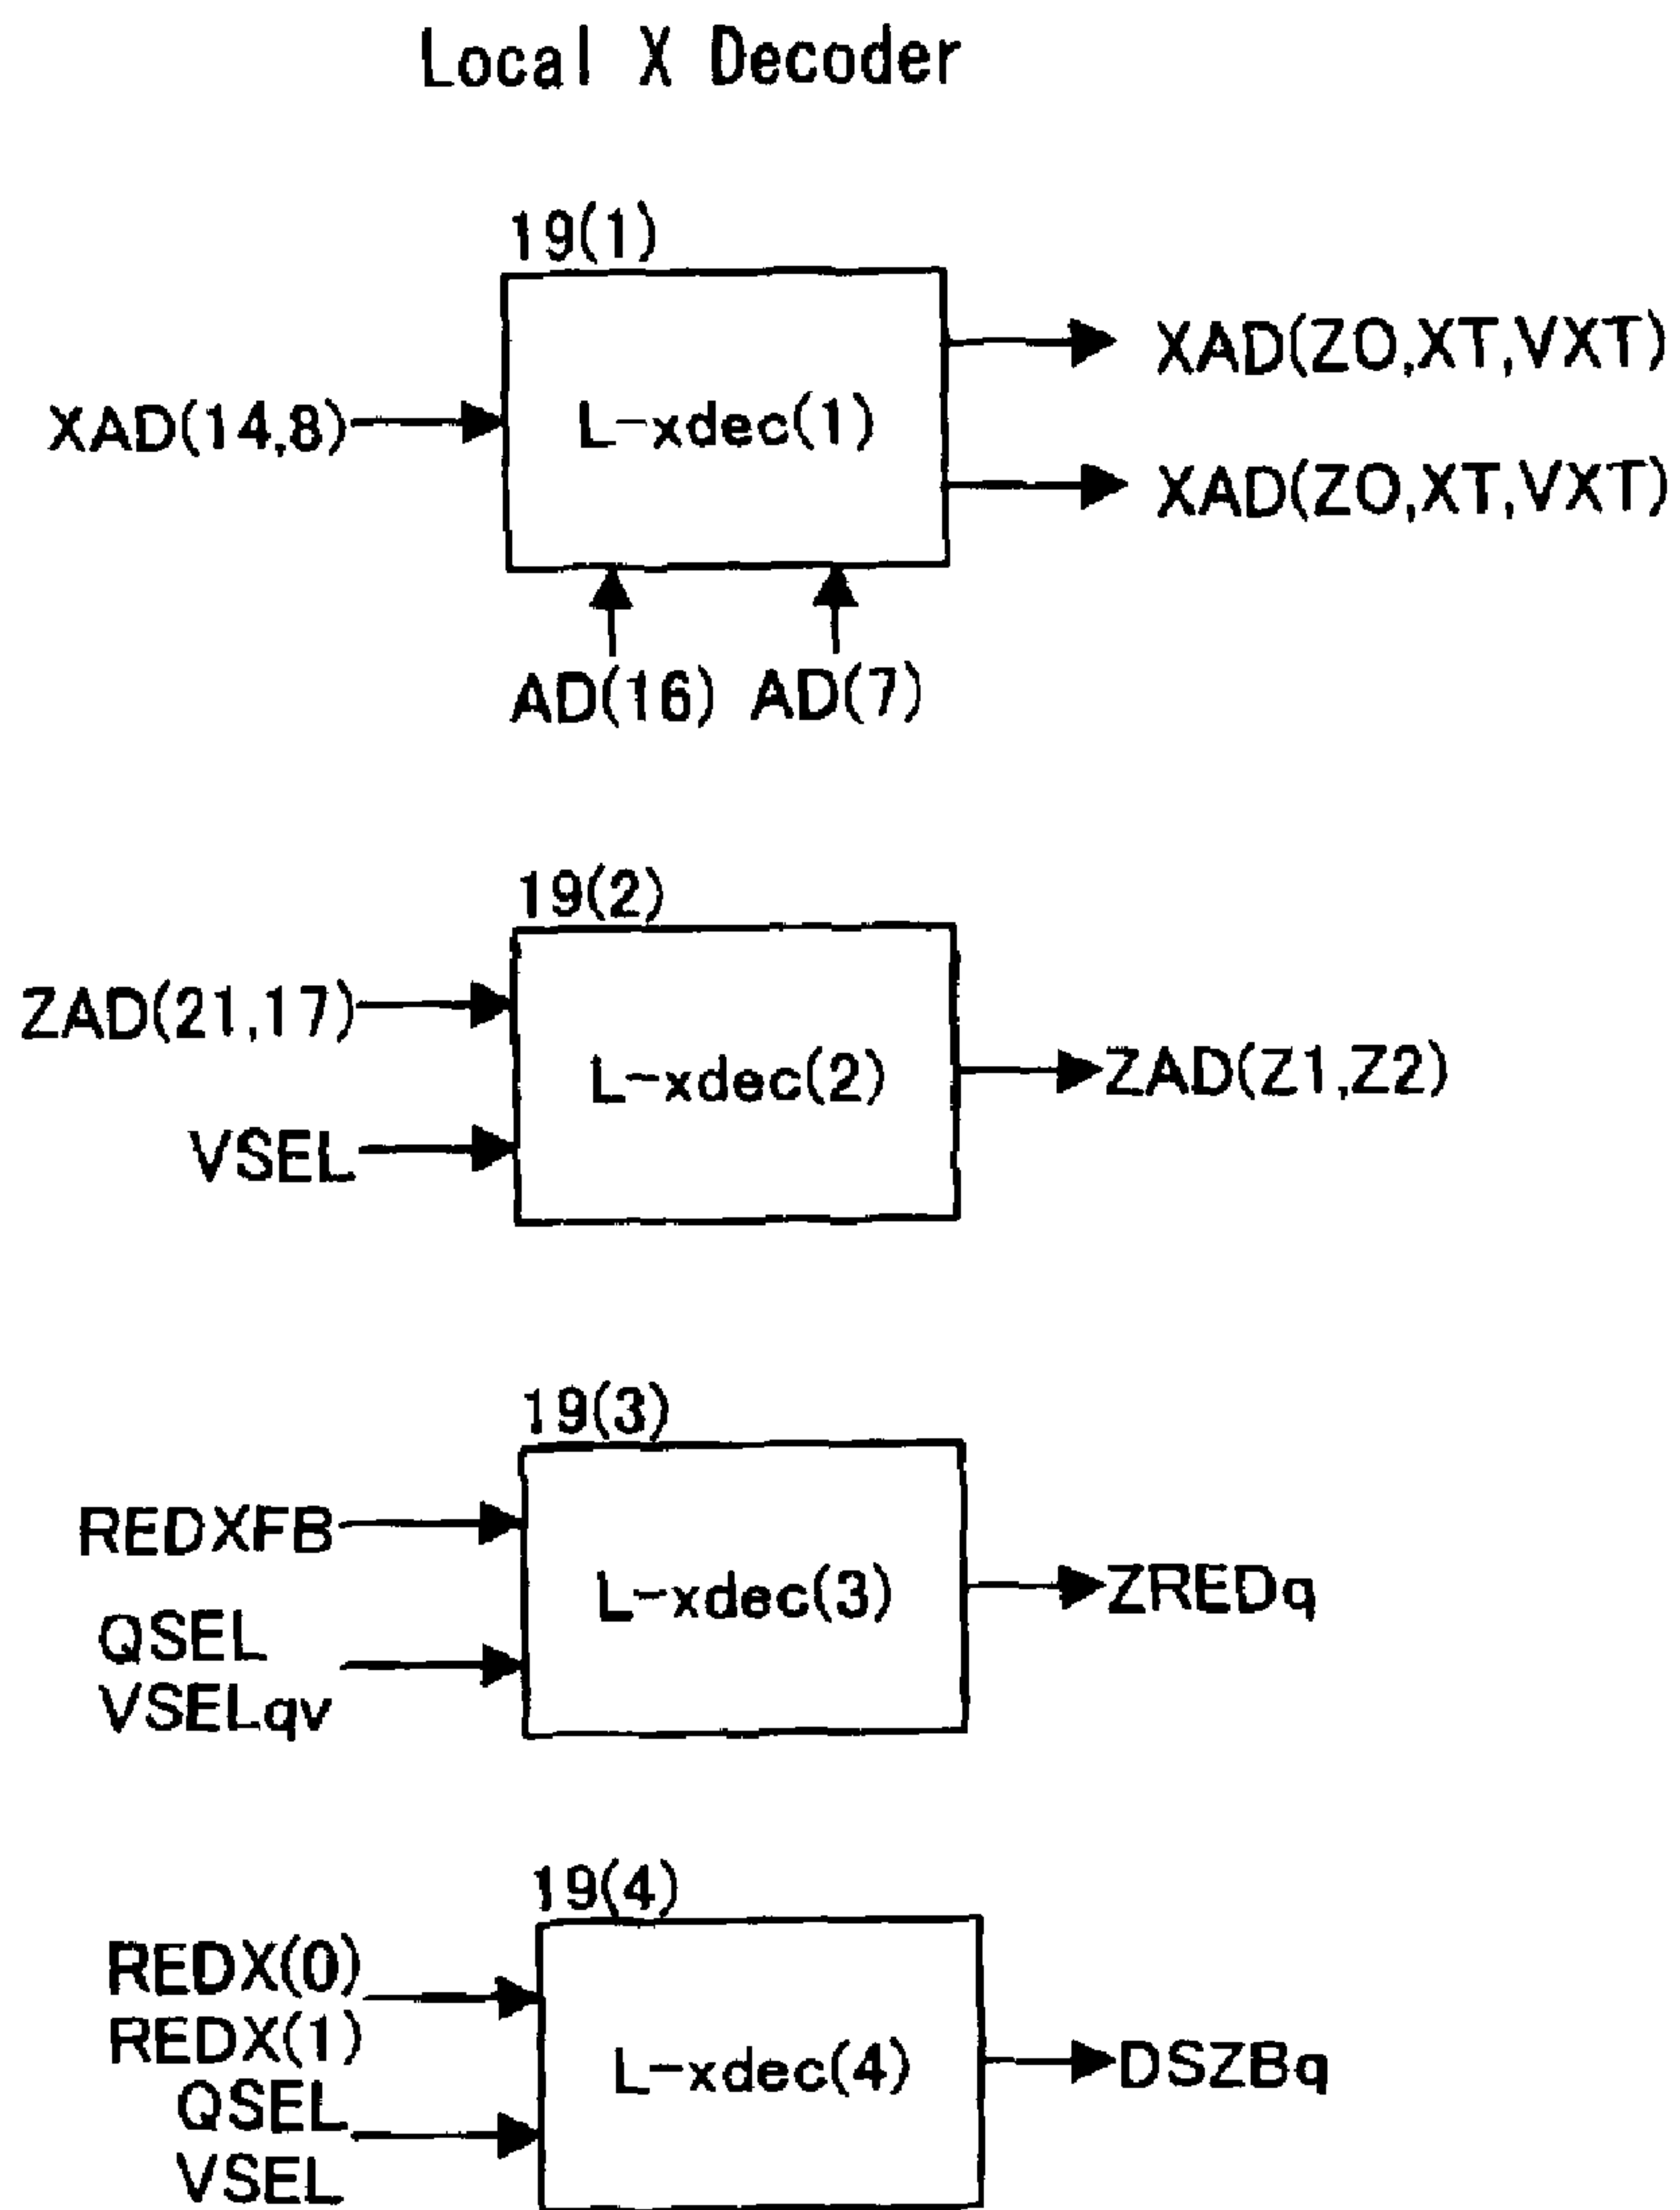 Local X Decoder
19(1)
XAD(14,8)
L-xdec(1)
XAD(ZO,XT,VXT)
XAD(ZO,XT,VXT)
AD(16) AD(7)
19(2)
ZAD(21,17)
VSEL
L-xdec(2)
ZAD(Z1,Z2)
19(3)
REDXFB
QSEL
VSELqv
L-xdec(3)
ZREDq
19(4)
REDX(0)
REDX(1)
QSEL
VSEL
L-xdec(4)
DSZBq